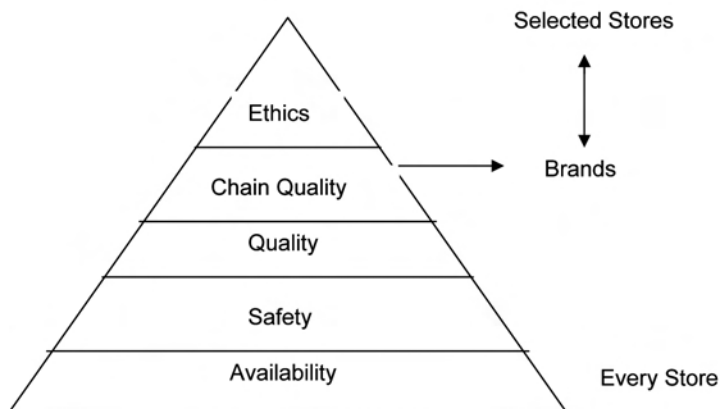 Selected Stores
Ethics
Brands
Chain Quality
Quality
Safety
Availability
Every Store